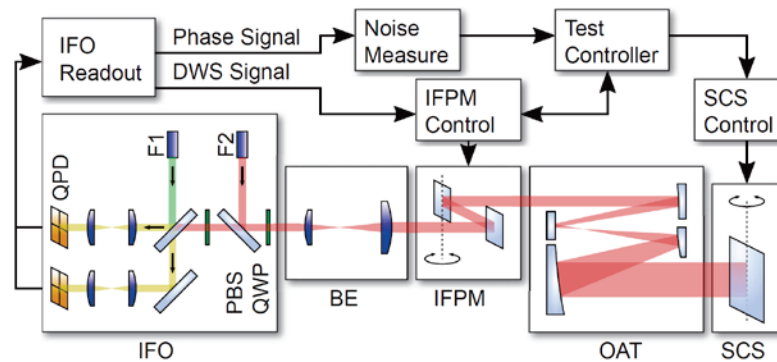 IFO
Readout
Phase Signal
DWS Signal
Noise
Measure
Test
Controller
IFPM
Control
SCS
Control
QPD
F1
F2
PBS
QWP
IFO
BE
IFPM
OAT
SCS